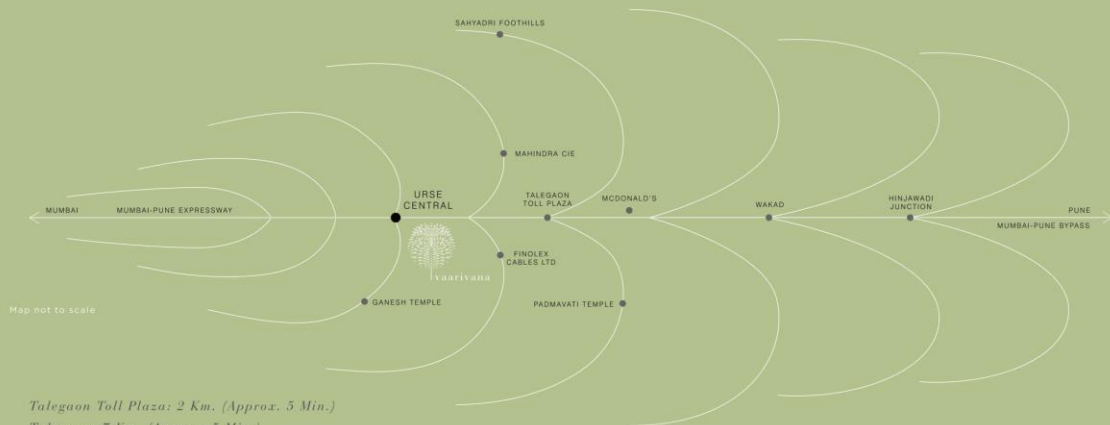 SAHYADRI FOOTHILLS
MAHINDRA CIE
URSE
CENTRAL
TALEGAON
TOLL PLAZA
MCDONALD'S
WAKAD
HINJAWADI
JUNCTION
MUMBAI
MUMBAI-PUNE EXPRESSWAY
PUNE
MUMBAI-PUNE BYPASS
vaarivana
FINOLEX
CABLES LTD
GANESH TEMPLE
PADMAVATI TEMPLE
Map not to scale
Talegaon Toll Plaza: 2 Km. (Approx. 5 Min.)